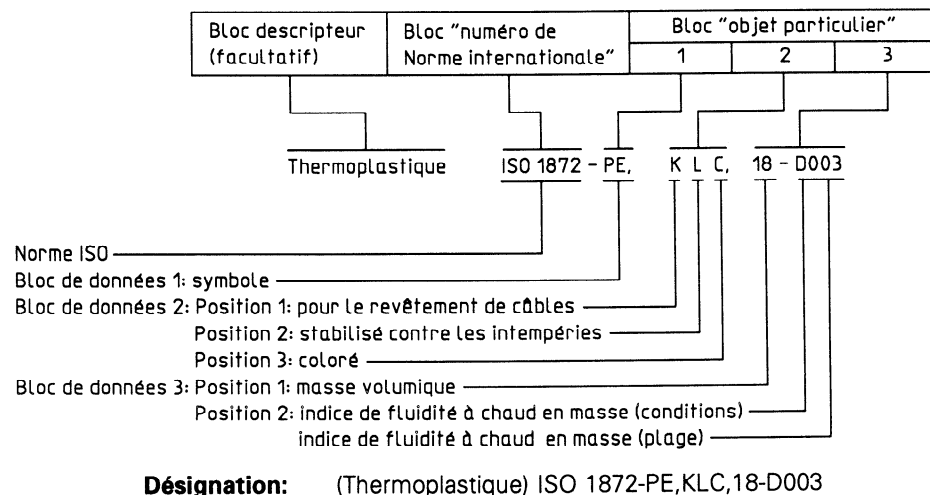 Bloc descripteur (facultatif)
Bloc "numéro de Norme internationale"
Bloc "objet particulier"
1 2 3
Thermoplastique ISO 1872-PE, K L C, 18 - D003
Norme ISO
Bloc de données 1: symbole
Bloc de données 2: Position 1: pour le revêtement de câbles
Position 2: stabilisé contre les intempéries
Position 3: coloré
Bloc de données 3: Position 1: masse volumique
Position 2: indice de fluidité à chaud en masse (conditions)
indice de fluidité à chaud en masse (plage)
Désignation: (Thermoplastique) ISO 1872-PE,KLC,18-D003